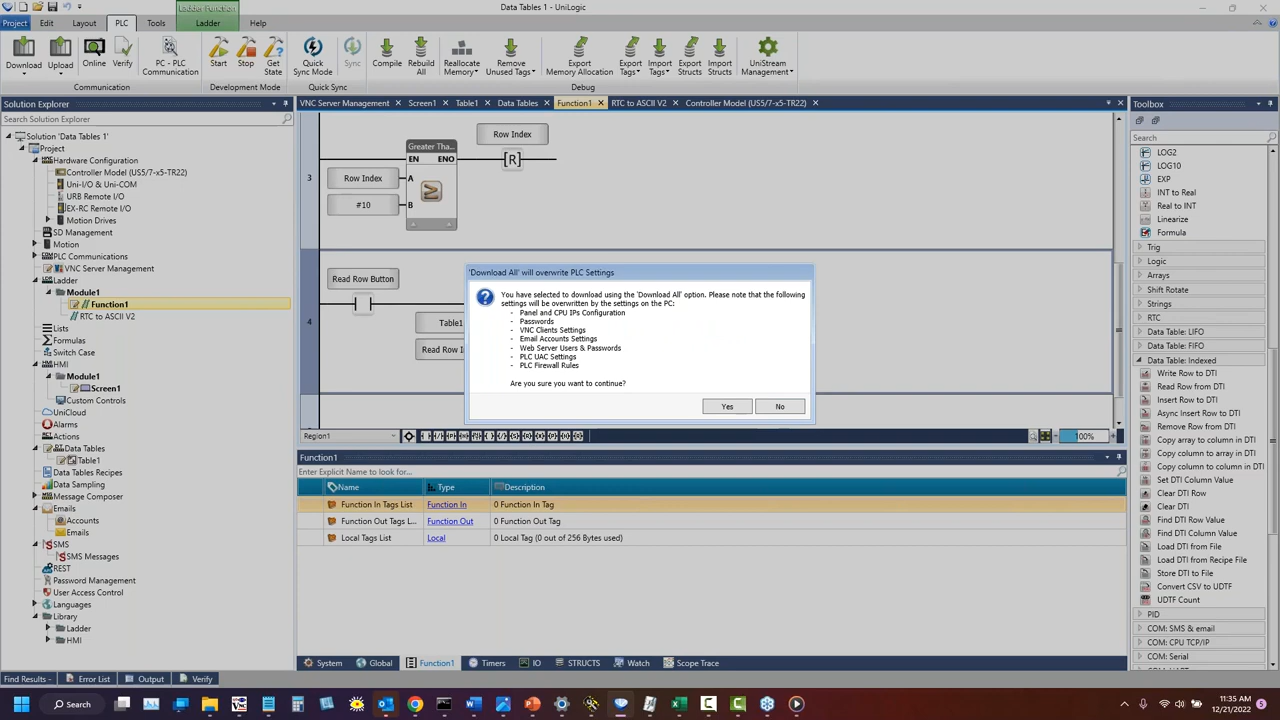 Ladder Function
Data Tables 1 - UniLogic
Project Edit Layout PLC Tools Ladder Help
Download Upload Online Verify PC - PLC Communication Start Stop Get State Quick Sync Mode Sync Compile Rebuild All Reallocate Memory Remove Unused Tags Export Memory Allocation Export Tags Import Tags Export Structs Import Structs UniStream Management
Communication Development Mode Quick Sync Debug
Solution Explorer
Search Solution Explorer
Solution 'Data Tables 1'
Project
Hardware Configuration
Controller Model (US5/7-x5-TR22)
Uni-I/O & Uni-COM
URB Remote I/O
EX-RC Remote I/O
Motion Drives
SD Management
Motion
PLC Communications
VNC Server Management
Ladder
Module1
Function1
RTC to ASCII V2
Lists
Formulas
Switch Case
HMI
Module1
Screen1
Custom Controls
UniCloud
Alarms
Actions
Data Tables
Table1
Data Tables Recipes
Data Sampling
Message Composer
Emails
Accounts
Emails
SMS
SMS Messages
REST
Password Management
User Access Control
Languages
Library
Ladder
HMI
VNC Server Management Screen1 Table1 Data Tables Function1 RTC to ASCII V2 Controller Model (US5/7-x5-TR22)
Row Index
Greater Tha...
EN ENO
[R]
3
Row Index A
#10 B
Read Row Button
4
Table1
Read Row I
'Download All' will overwrite PLC Settings
You have selected to download using the 'Download All' option. Please note that the following
settings will be overwritten by the settings on the PC:
- Panel and CPU IPs Configuration
- Passwords
- VNC Clients Settings
- Email Accounts Settings
- Web Server Users & Passwords
- PLC UAC Settings
- PLC Firewall Rules
Are you sure you want to continue?
Yes No
Region1 100%
Function1
Enter Explicit Name to look for...
Name Type Description
Function In Tags List Function In 0 Function In Tag
Function Out Tags L... Function Out 0 Function Out Tag
Local Tags List Local 0 Local Tag (0 out of 256 Bytes used)
System Global Function1 Timers IO STRUCTS Watch Scope Trace
Toolbox
Search
LOG2
LOG10
EXP
INT to Real
Real to INT
Linearize
Formula
Trig
Logic
Arrays
Shift/Rotate
Strings
RTC
Data Table: LIFO
Data Table: FIFO
Data Table: Indexed
Write Row to DTI
Read Row from DTI
Insert Row to DTI
Async Insert Row to DTI
Remove Row from DTI
Copy array to column in DTI
Copy column to array in DTI
Copy column to column in DTI
Set DTI Column Value
Clear DTI Row
Clear DTI
Find DTI Row Value
Find DTI Column Value
Load DTI from File
Load DTI from Recipe File
Store DTI to File
Convert CSV to UDTF
UDTF Count
PID
COM: SMS & email
COM: CPU TCP/IP
COM: Serial
Find Results - Error List Output Verify
Search
11:35 AM
12/21/2022